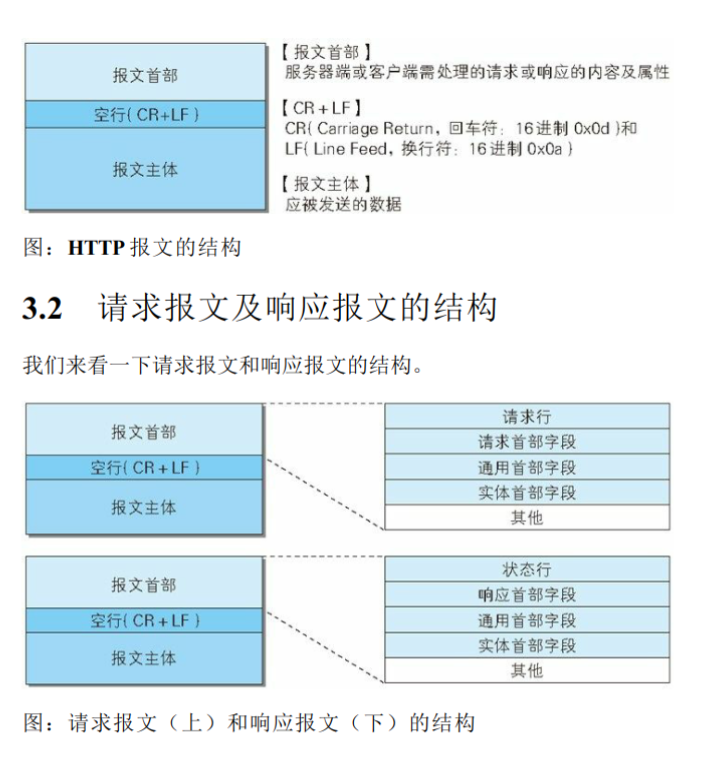 报文首部
空行( CR+LF )
报文主体
【 报文首部 】
服务器端或客户端需处理的请求或响应的内容及属性
【 CR + LF 】
CR( Carriage Return，回车符：16 进制 0x0d )和
LF( Line Feed，换行符：16 进制 0x0a )
【 报文主体 】
应被发送的数据
图：HTTP 报文的结构
3.2 请求报文及响应报文的结构
我们来看一下请求报文和响应报文的结构。
报文首部
空行( CR + LF )
报文主体
请求行
请求首部字段
通用首部字段
实体首部字段
其他
报文首部
空行( CR + LF )
报文主体
状态行
响应首部字段
通用首部字段
实体首部字段
其他
图：请求报文（上）和响应报文（下）的结构